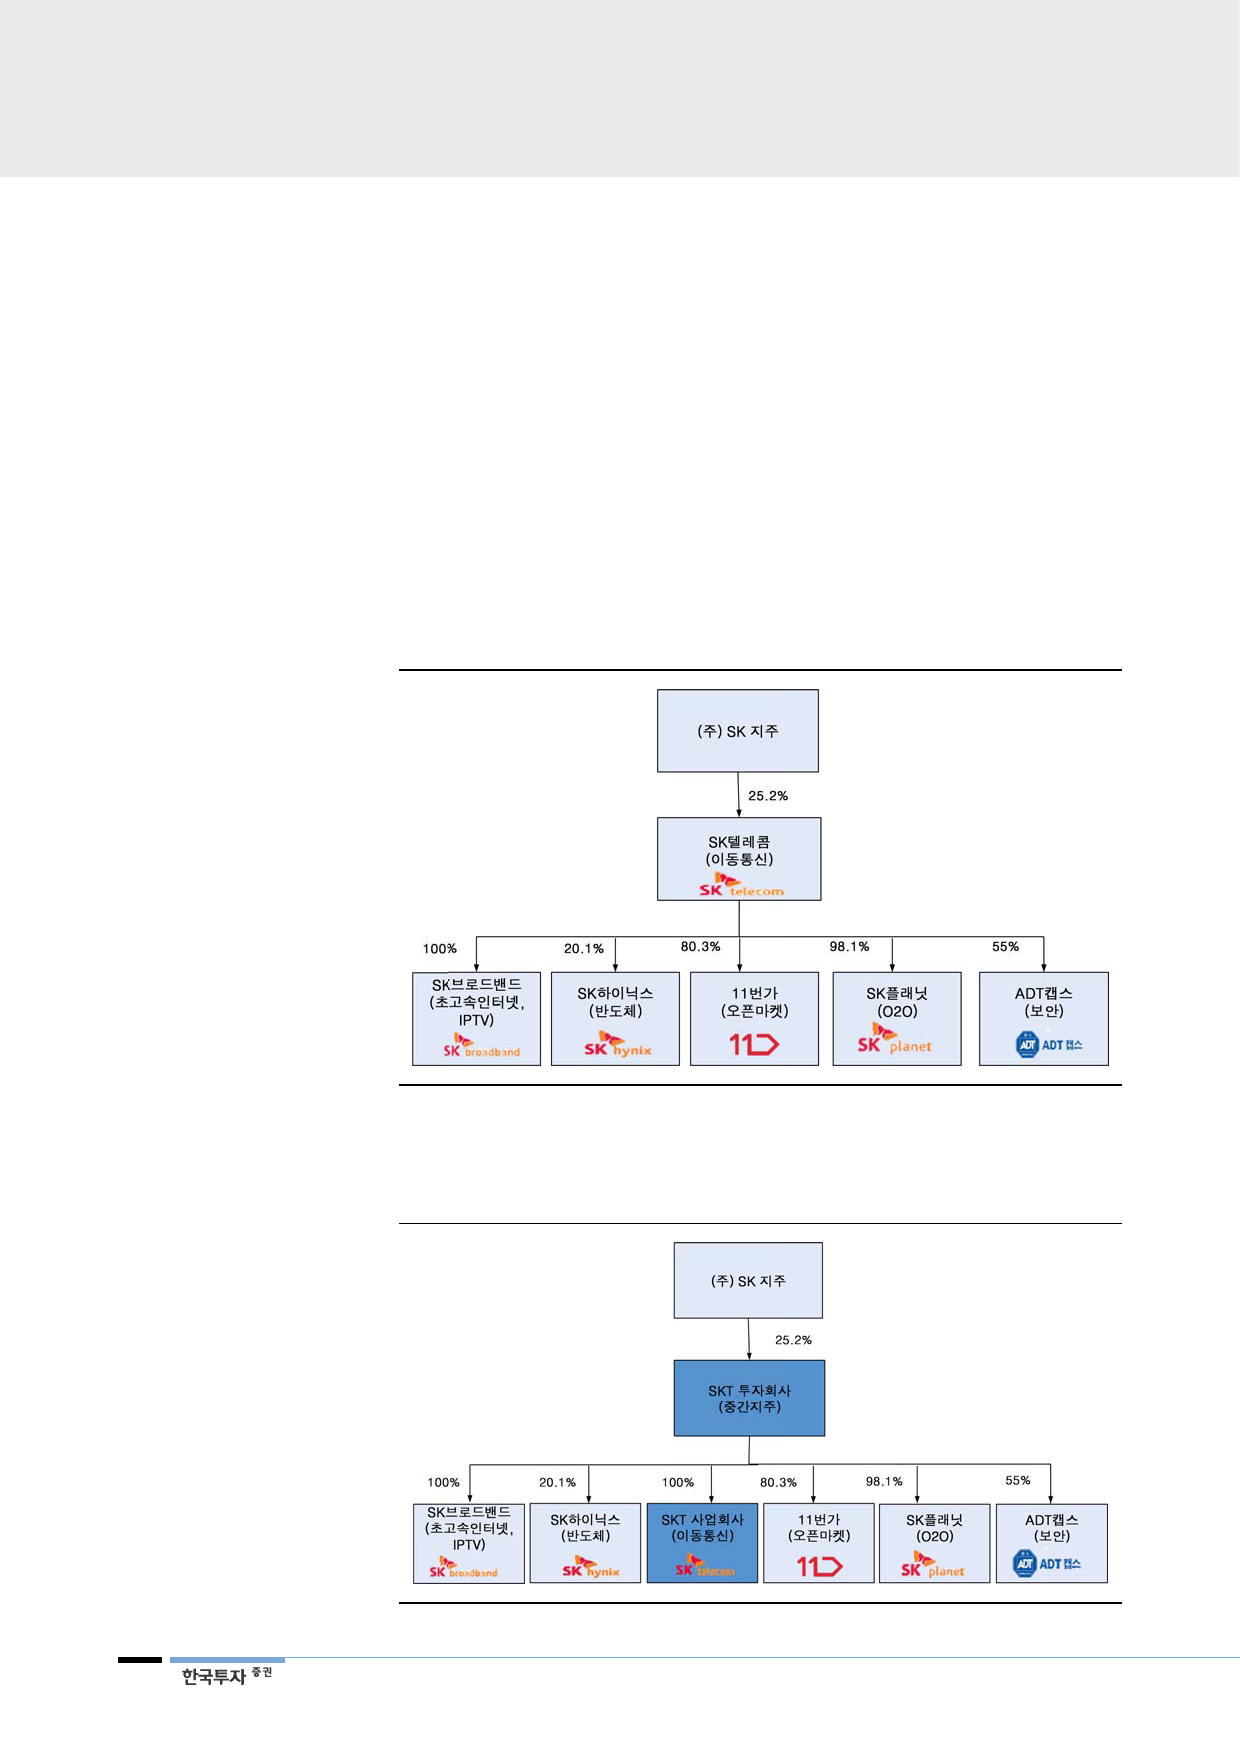 (주) SK 지주
25.2%
SK텔레콤
(이동통신)
SK telecom
100%
20.1%
80.3%
98.1%
55%
SK브로드밴드
(초고속인터넷,
IPTV)
SK broadband
SK하이닉스
(반도체)
SK hynix
11번가
(오픈마켓)
11
SK플래닛
(O2O)
SK planet
ADT캡스
(보안)
ADT ADT 캡스
(주) SK 지주
25.2%
SKT 투자회사
(중간지주)
100%
20.1%
100%
80.3%
98.1%
55%
SK브로드밴드
(초고속인터넷,
IPTV)
SK broadband
SK하이닉스
(반도체)
SK hynix
SKT 사업회사
(이동통신)
SK telecom
11번가
(오픈마켓)
11
SK플래닛
(O2O)
SK planet
ADT캡스
(보안)
ADT ADT 캡스
한국투자 증권